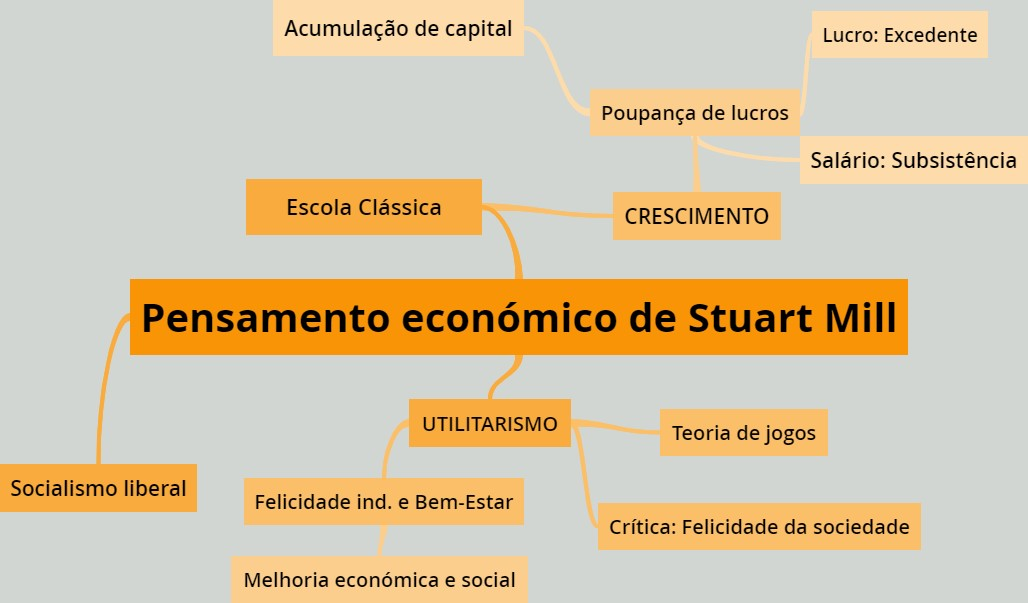 Acumulação de capital
Lucro: Excedente
Poupança de lucros
Salário: Subsistência
Escola Clássica
CRESCIMENTO
Pensamento económico de Stuart Mill
UTILITARISMO
Teoria de jogos
Socialismo liberal
Felicidade ind. e Bem-Estar
Crítica: Felicidade da sociedade
Melhoria económica e social